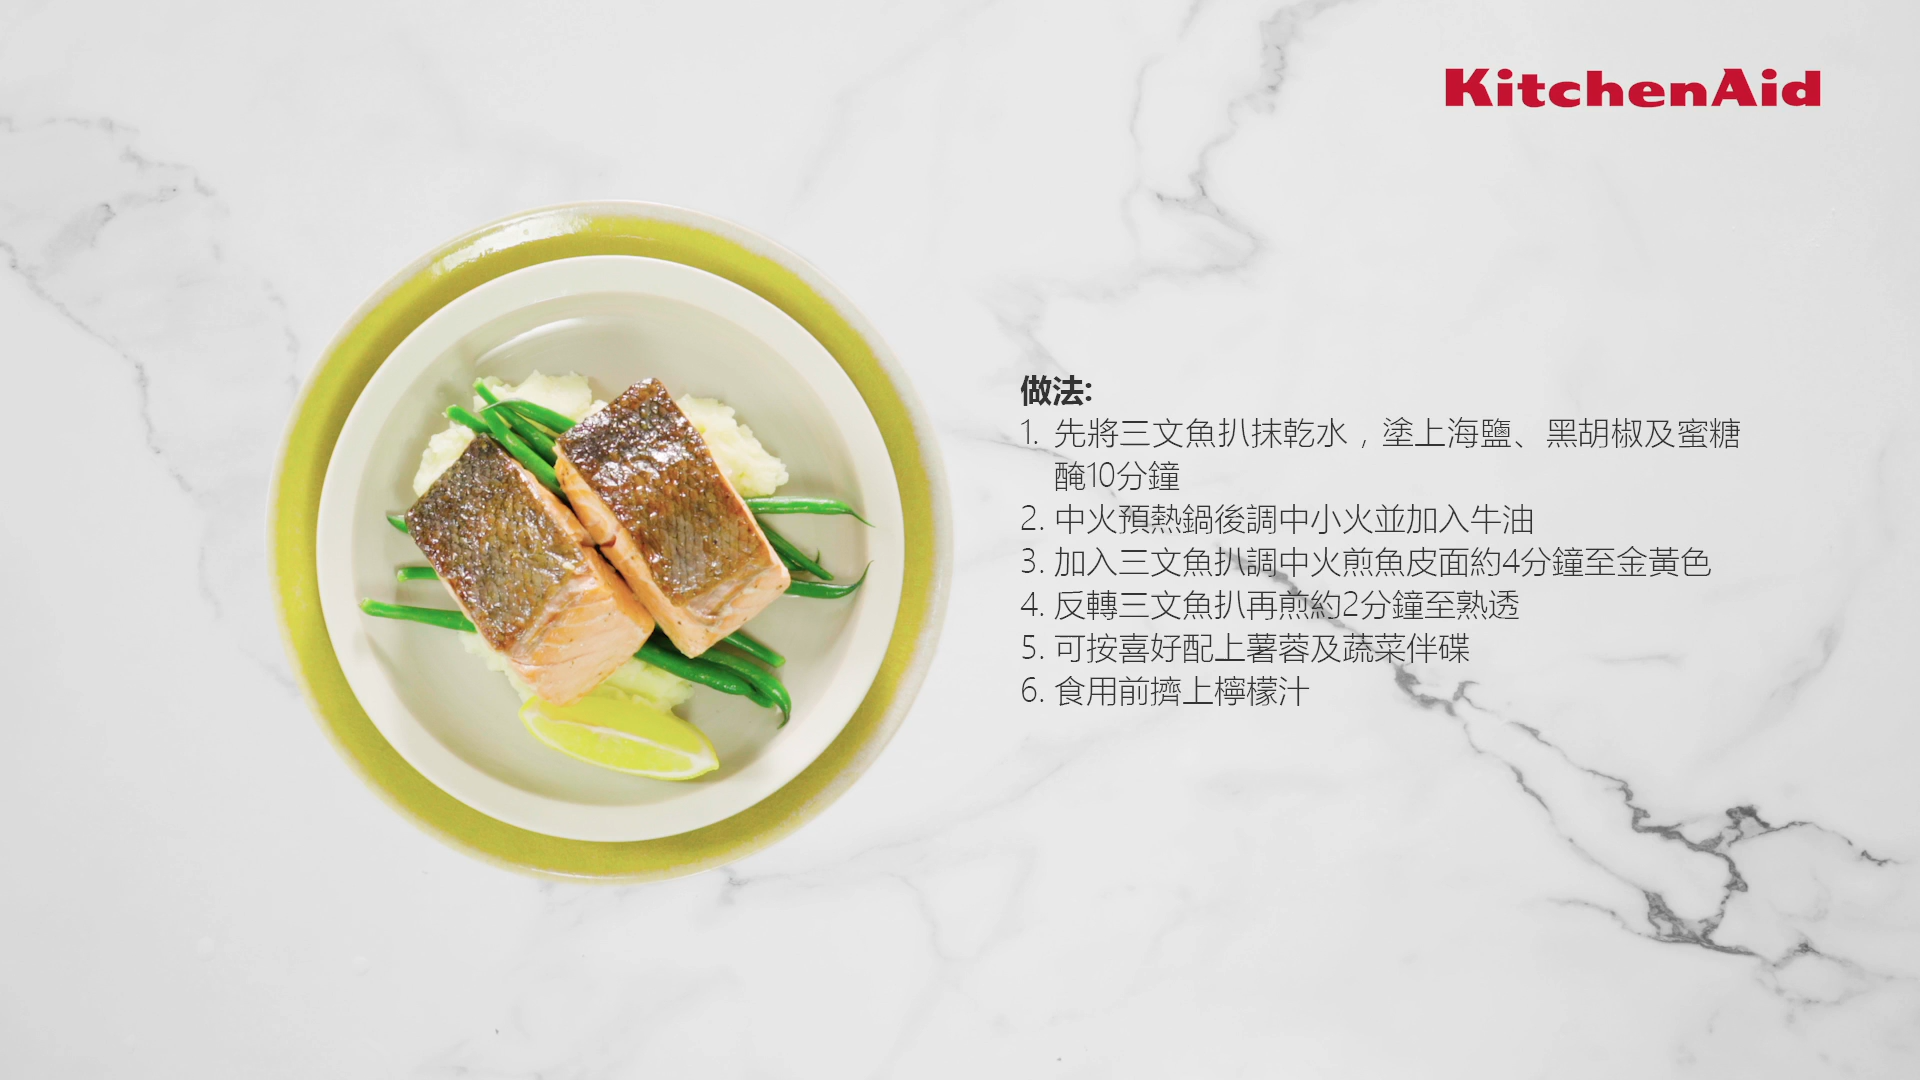 KitchenAid
做法:
1. 先將三文魚扒抹乾水，塗上海鹽、黑胡椒及蜜糖
醃10分鐘
2. 中火預熱鍋後調中小火並加入牛油
3. 加入三文魚扒調中火煎魚皮面約4分鐘至金黃色
4. 反轉三文魚扒再煎約2分鐘至熟透
5. 可按喜好配上薯蓉及蔬菜伴碟
6. 食用前擠上檸檬汁